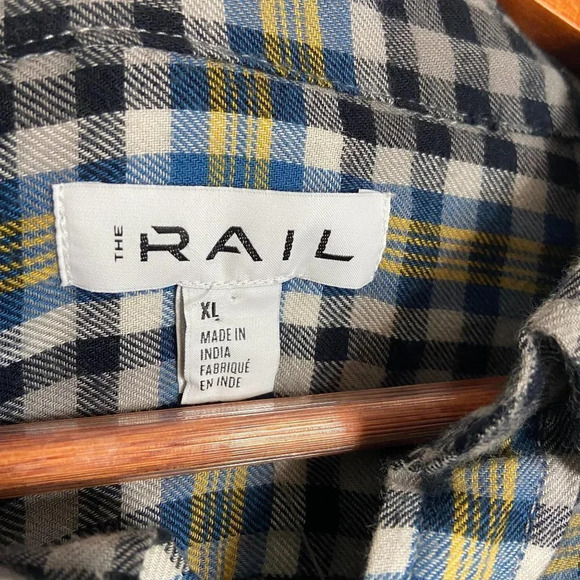 THE RAIL
XL
MADE IN
INDIA
FABRIQUÉ
EN INDE